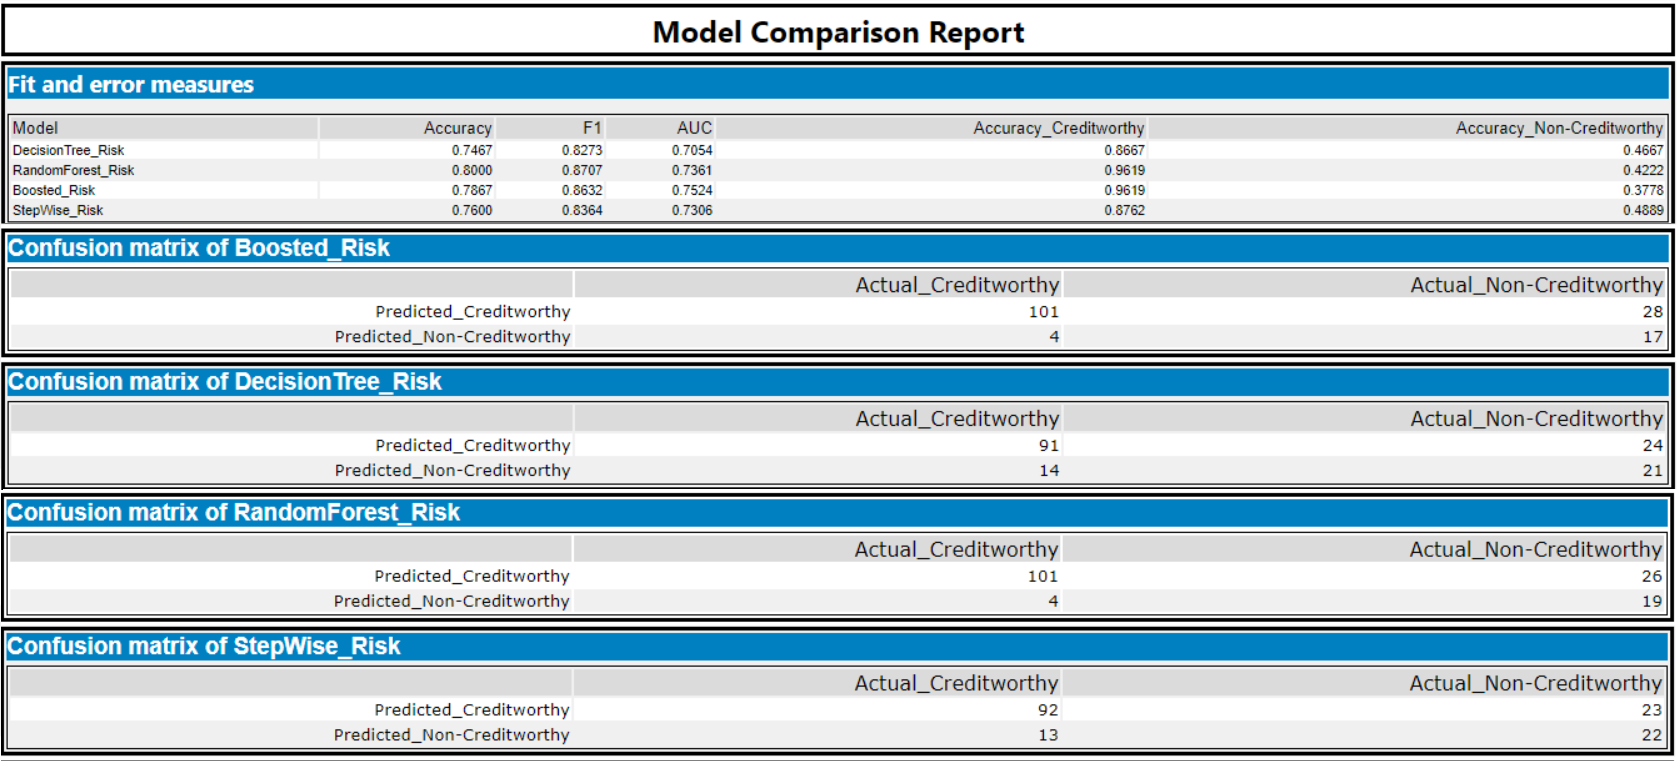 Model Comparison Report
Fit and error measures
Model Accuracy F1 AUC Accuracy_Creditworthy Accuracy_Non-Creditworthy
DecisionTree_Risk 0.7467 0.8273 0.7054 0.8667 0.4667
RandomForest_Risk 0.8000 0.8707 0.7361 0.9619 0.4222
Boosted_Risk 0.7867 0.8632 0.7524 0.9619 0.3778
StepWise_Risk 0.7600 0.8364 0.7306 0.8762 0.4889
Confusion matrix of Boosted_Risk
Actual_Creditworthy Actual_Non-Creditworthy
Predicted_Creditworthy 101 28
Predicted_Non-Creditworthy 4 17
Confusion matrix of DecisionTree_Risk
Actual_Creditworthy Actual_Non-Creditworthy
Predicted_Creditworthy 91 24
Predicted_Non-Creditworthy 14 21
Confusion matrix of RandomForest_Risk
Actual_Creditworthy Actual_Non-Creditworthy
Predicted_Creditworthy 101 26
Predicted_Non-Creditworthy 4 19
Confusion matrix of StepWise_Risk
Actual_Creditworthy Actual_Non-Creditworthy
Predicted_Creditworthy 92 23
Predicted_Non-Creditworthy 13 22